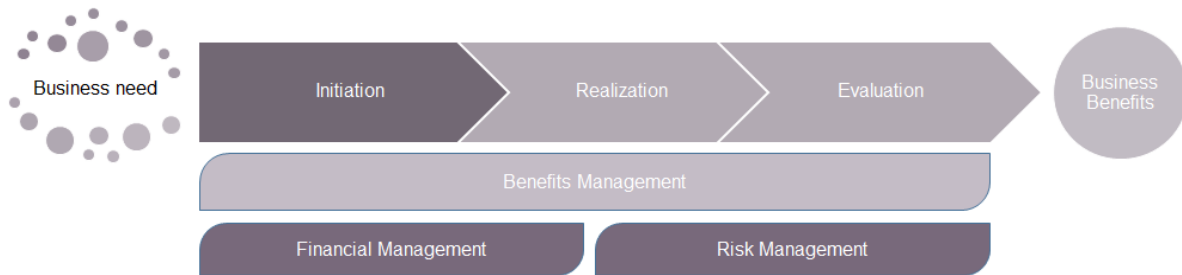 Business need
Initiation
Realization
Evaluation
Business
Benefits
Benefits Management
Financial Management
Risk Management